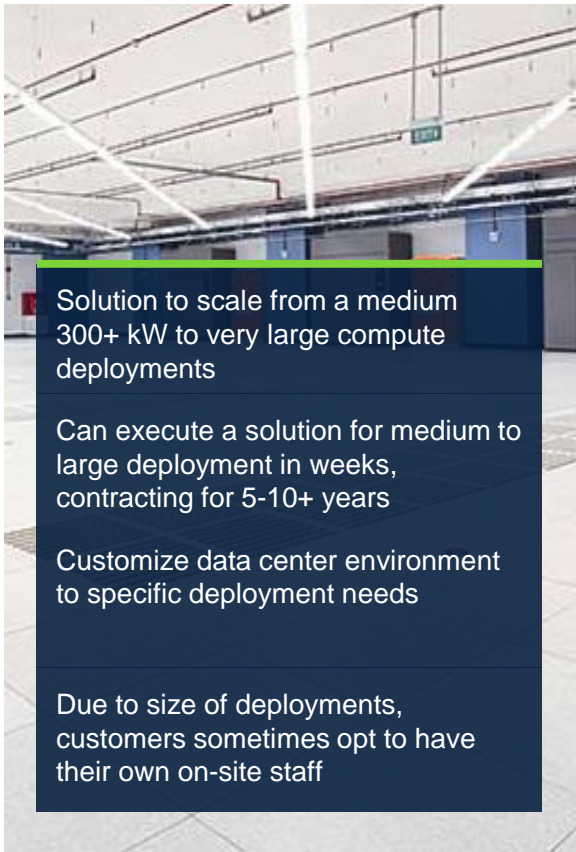 Solution to scale from a medium
300+ kW to very large compute
deployments
Can execute a solution for medium to
large deployment in weeks,
contracting for 5-10+ years
Customize data center environment
to specific deployment needs
Due to size of deployments,
customers sometimes opt to have
their own on-site staff